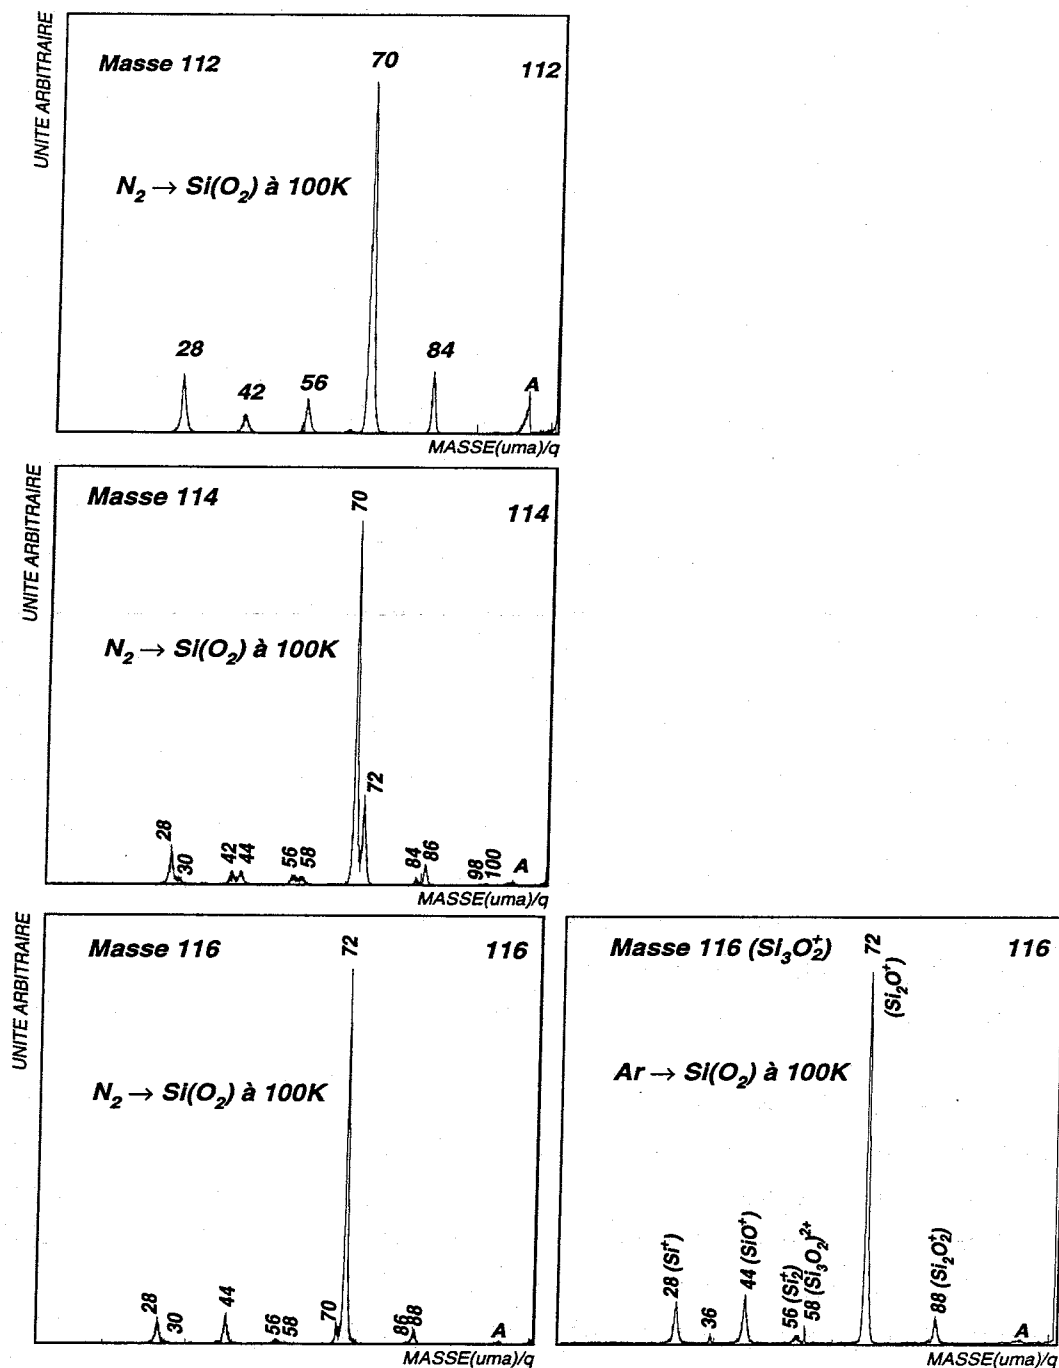 UNITE ARBITRAIRE
Masse 112
70
112
N₂ → Si(O₂) à 100K
28
42
56
84
A
MASSE(uma)/q
UNITE ARBITRAIRE
Masse 114
70
114
N₂ → Si(O₂) à 100K
72
28
30
42
44
56
58
84
86
98
100
A
MASSE(uma)/q
UNITE ARBITRAIRE
Masse 116
72
116
N₂ → Si(O₂) à 100K
28
30
44
56
58
70
86
88
A
MASSE(uma)/q
Masse 116 (Si₃O₂⁺)
72
(Si₂O⁺)
116
Ar → Si(O₂) à 100K
28 (Si⁺)
36
44 (SiO⁺)
56 (Si₂⁺)
58 (Si₃O₂)²⁺
88 (Si₂O₂⁺)
A
MASSE(uma)/q